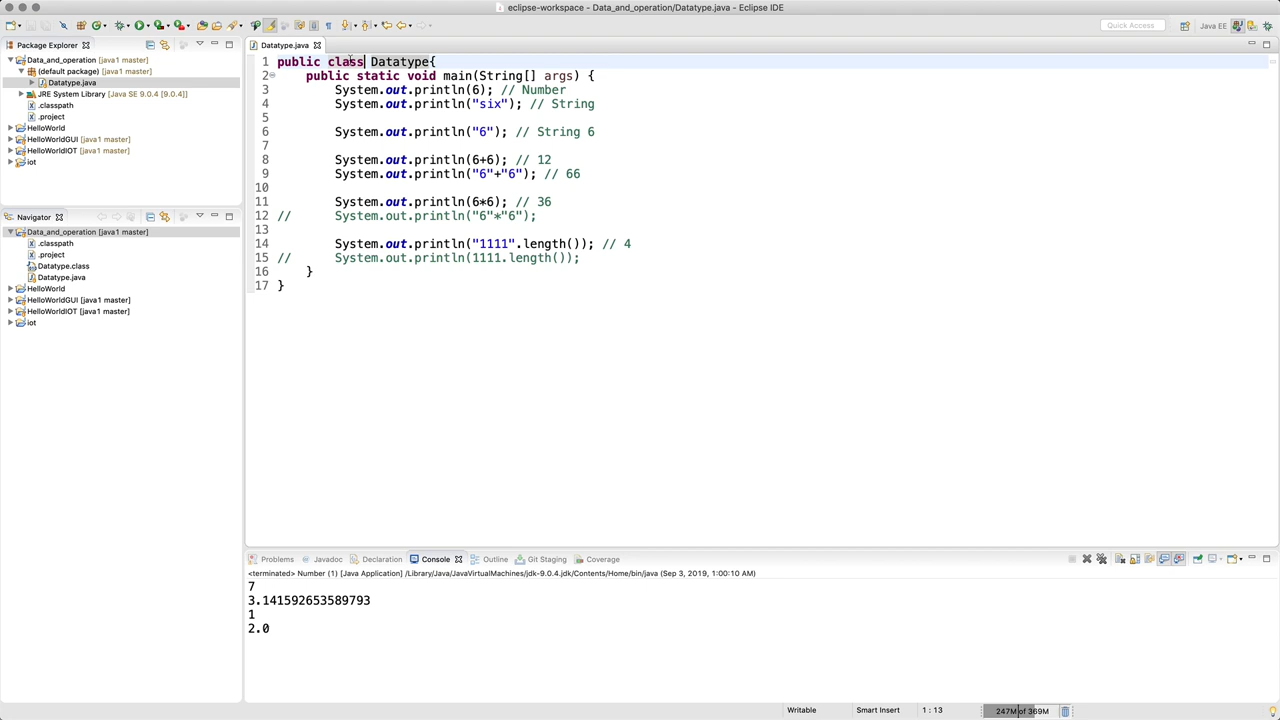 eclipse-workspace - Data_and_operation/Datatype.java - Eclipse IDE
Quick Access
Java EE
Package Explorer
Data_and_operation [java1 master]
(default package) [java1 master]
Datatype.java
JRE System Library [Java SE 9.0.4 [9.0.4]]
.classpath
.project
HelloWorld
HelloWorldGUI [java1 master]
HelloWorldIOT [java1 master]
iot
Navigator
Data_and_operation [java1 master]
.classpath
.project
Datatype.class
Datatype.java
HelloWorld
HelloWorldGUI [java1 master]
HelloWorldIOT [java1 master]
iot
Datatype.java
1 public class Datatype{
2 public static void main(String[] args) {
3 System.out.println(6); // Number
4 System.out.println("six"); // String
5
6 System.out.println("6"); // String 6
7
8 System.out.println(6+6); // 12
9 System.out.println("6"+"6"); // 66
10
11 System.out.println(6*6); // 36
12 // System.out.println("6"*"6");
13
14 System.out.println("1111".length()); // 4
15 // System.out.println(1111.length());
16 }
17 }
Problems Javadoc Declaration Console Outline Git Staging Coverage
<terminated> Number (1) [Java Application] /Library/Java/JavaVirtualMachines/jdk-9.0.4.jdk/Contents/Home/bin/java (Sep 3, 2019, 1:00:10 AM)
7
3.141592653589793
1
2.0
Writable Smart Insert 1 : 13 247M of 369M